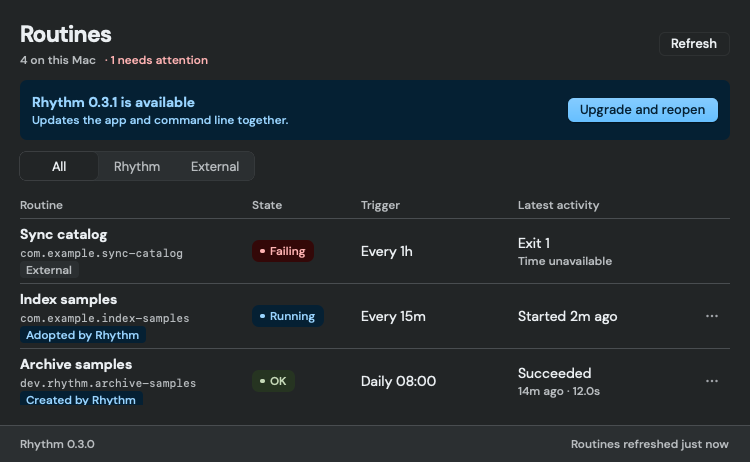 Routines
4 on this Mac · 1 needs attention
Refresh
Rhythm 0.3.1 is available
Updates the app and command line together.
Upgrade and reopen
All Rhythm External
Routine State Trigger Latest activity
Sync catalog
com.example.sync-catalog
External
Failing
Every 1h
Exit 1
Time unavailable
Index samples
com.example.index-samples
Adopted by Rhythm
Running
Every 15m
Started 2m ago
Archive samples
dev.rhythm.archive-samples
Created by Rhythm
OK
Daily 08:00
Succeeded
14m ago · 12.0s
Rhythm 0.3.0
Routines refreshed just now